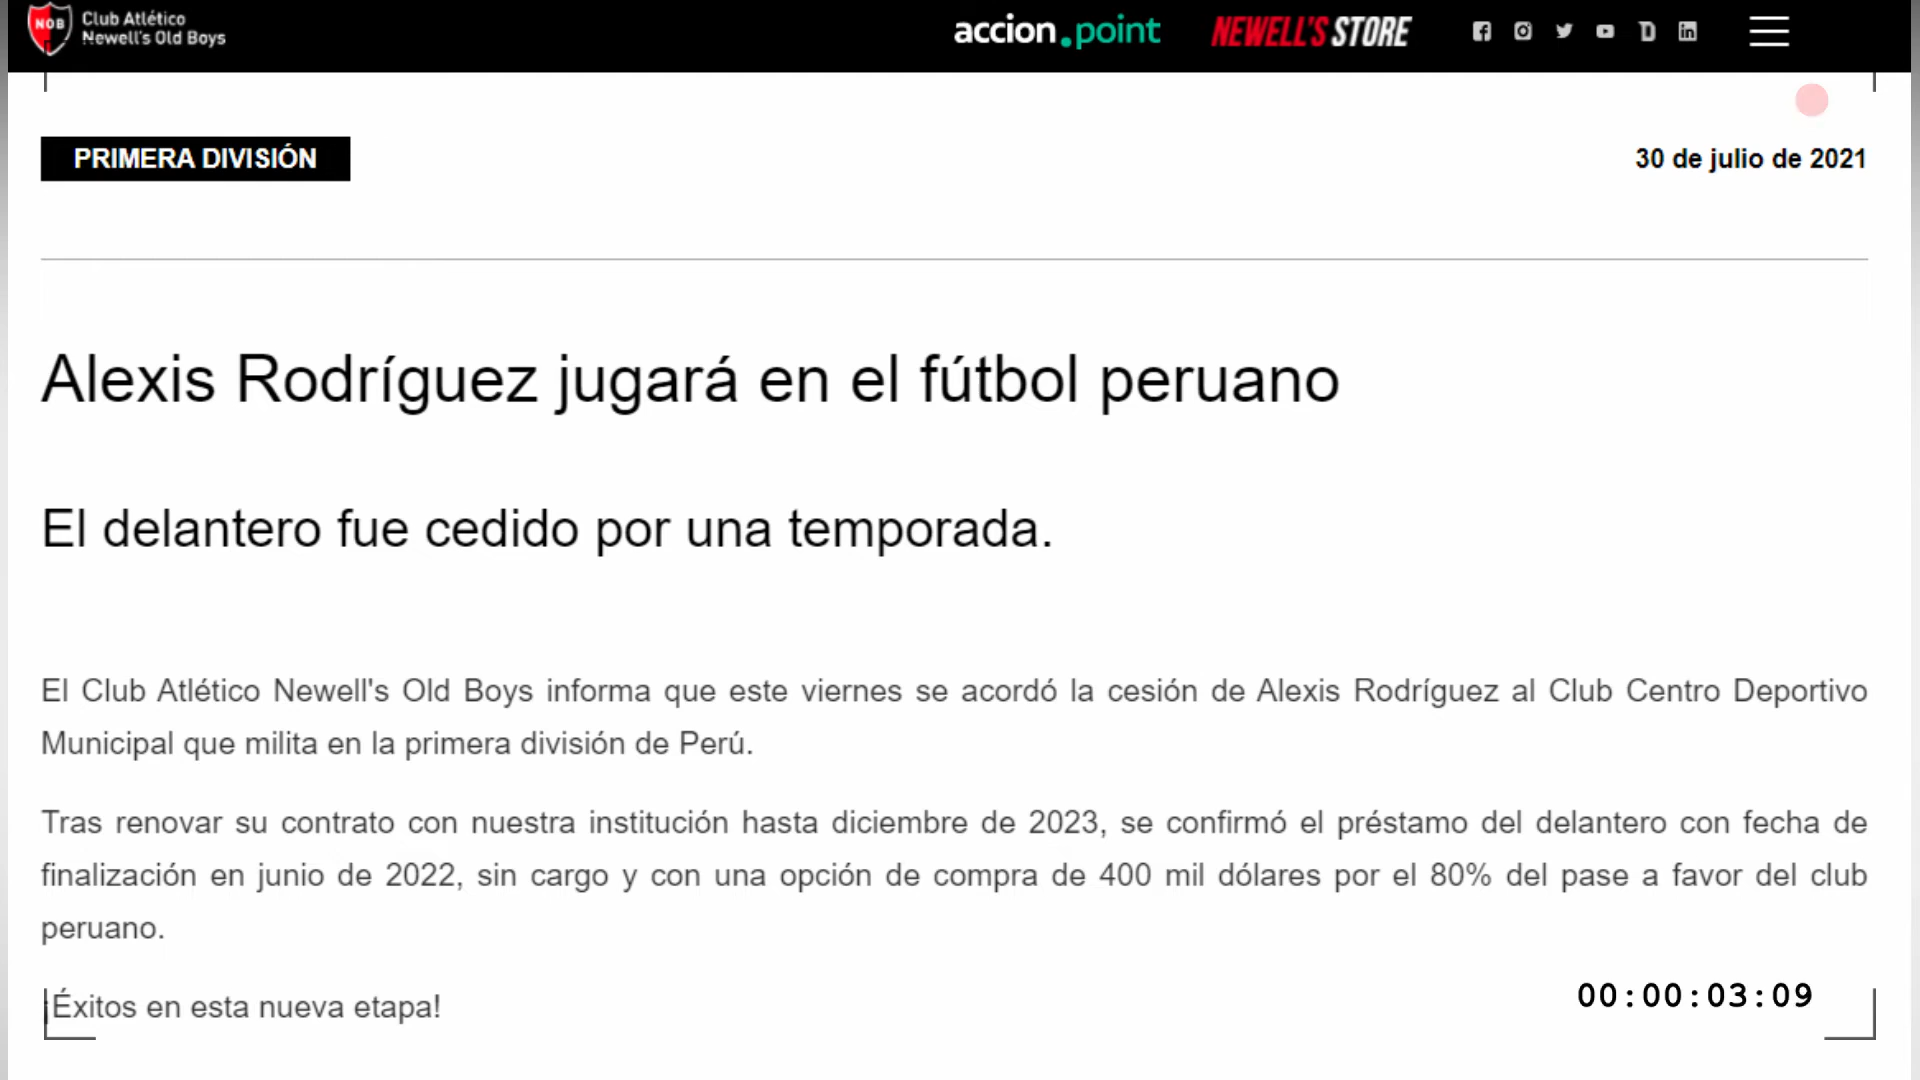 NOB
Club Atlético
Newell's Old Boys
accion.point
NEWELL'S STORE
PRIMERA DIVISIÓN
30 de julio de 2021
Alexis Rodríguez jugará en el fútbol peruano
El delantero fue cedido por una temporada.
El Club Atlético Newell's Old Boys informa que este viernes se acordó la cesión de Alexis Rodríguez al Club Centro Deportivo
Municipal que milita en la primera división de Perú.
Tras renovar su contrato con nuestra institución hasta diciembre de 2023, se confirmó el préstamo del delantero con fecha de
finalización en junio de 2022, sin cargo y con una opción de compra de 400 mil dólares por el 80% del pase a favor del club
peruano.
¡Éxitos en esta nueva etapa!
00:00:03:09